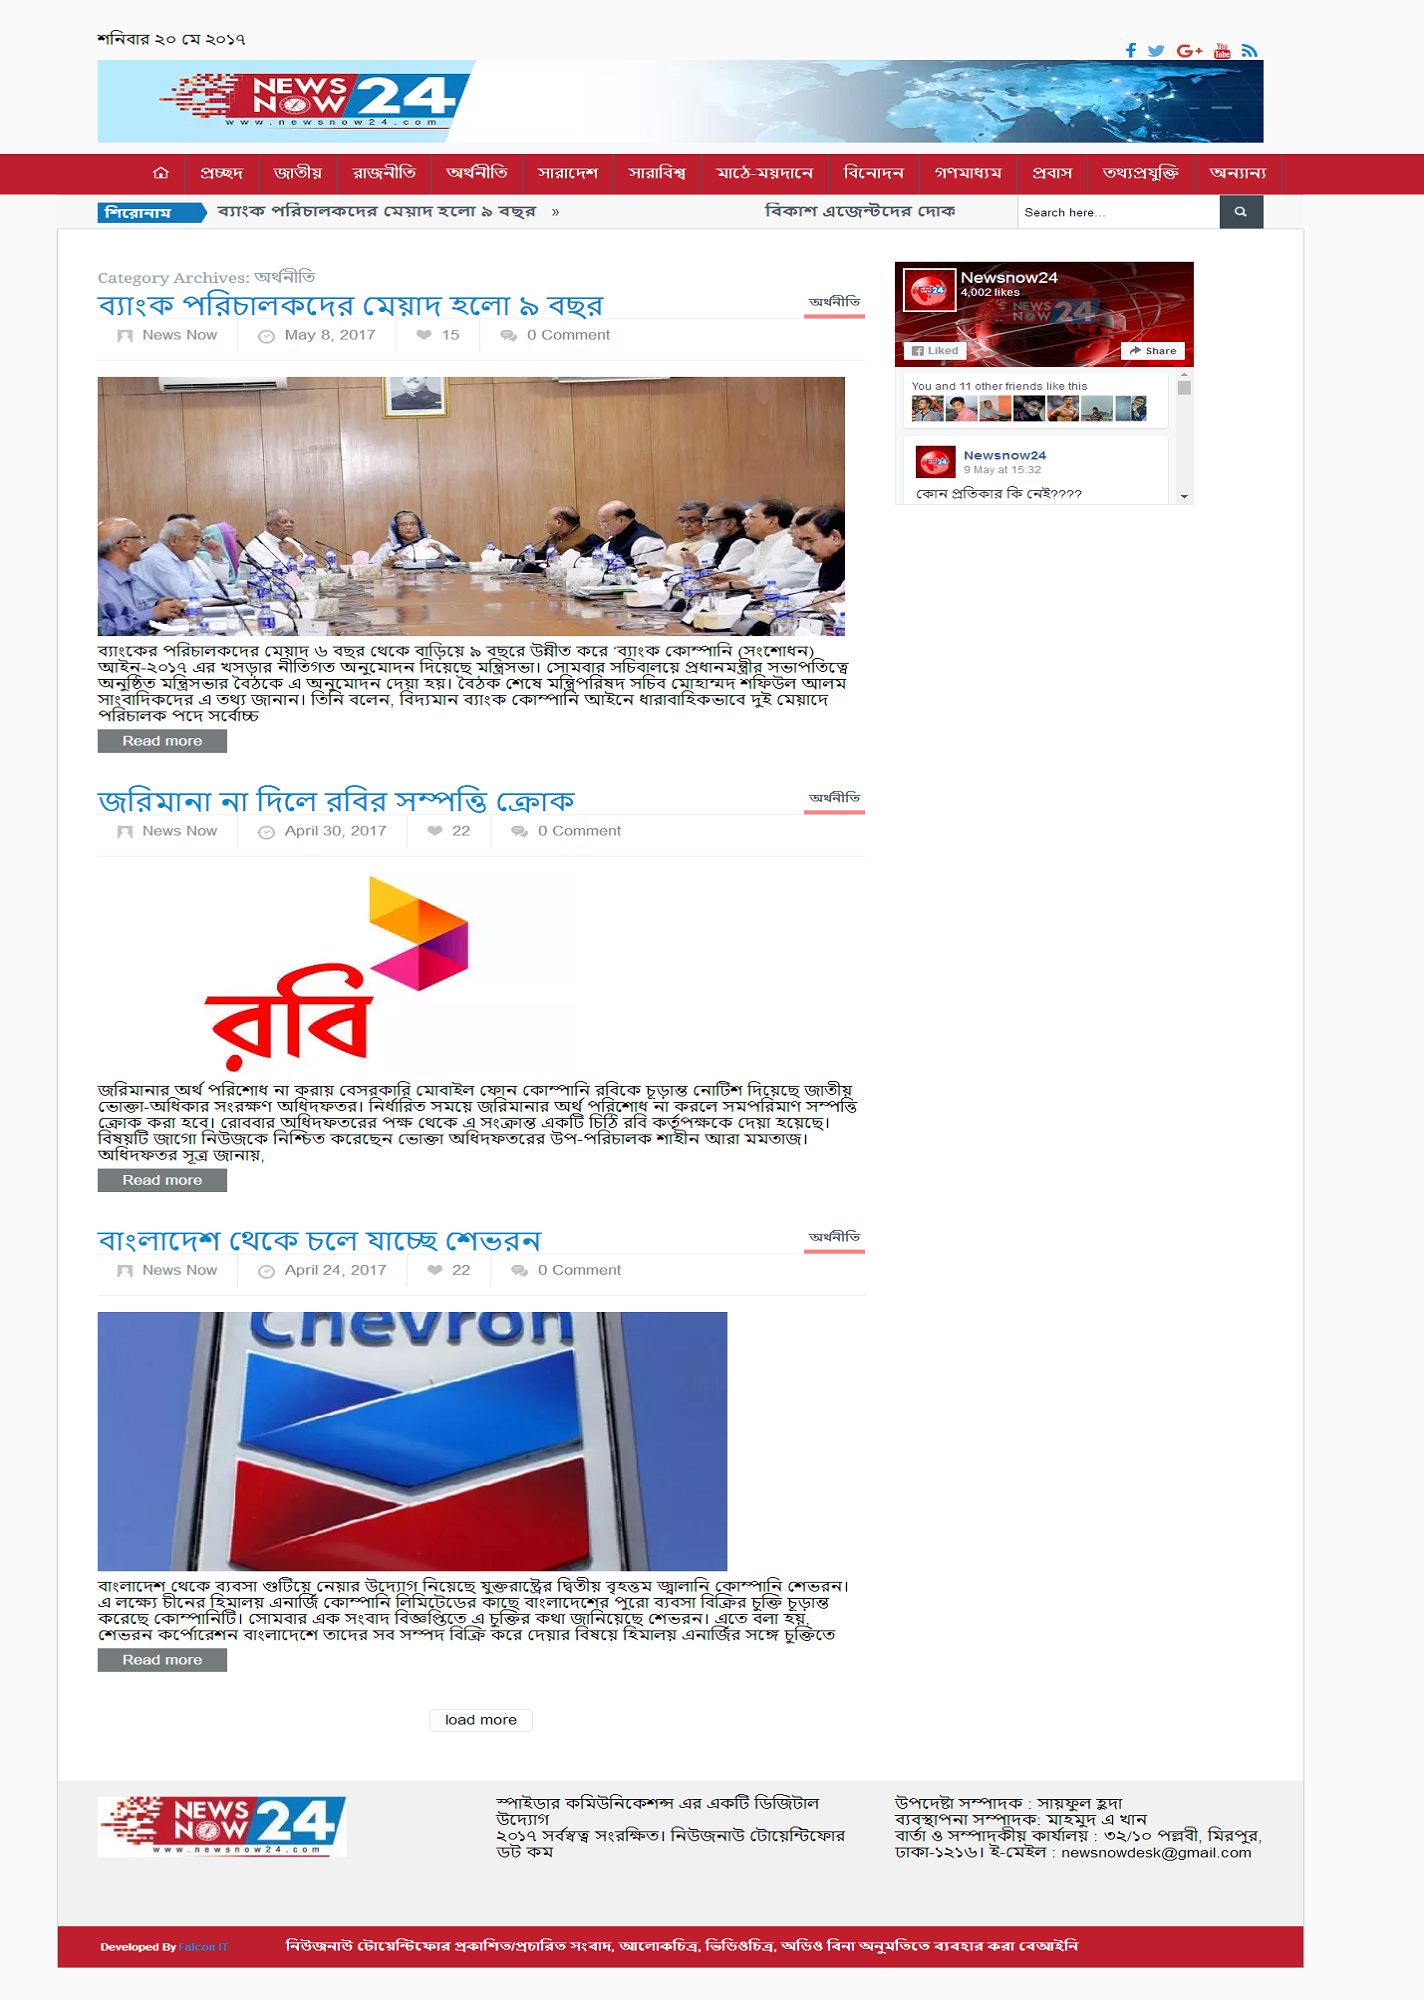 শনিবার ২০ মে ২০১৭
NEWS NOW 24
www.newsnow24.com
প্রচ্ছদ জাতীয় রাজনীতি অর্থনীতি সারাদেশ সারাবিশ্ব মাঠে-ময়দানে বিনোদন গণমাধ্যম প্রবাস তথ্যপ্রযুক্তি অন্যান্য
শিরোনাম ব্যাংক পরিচালকদের মেয়াদ হলো ৯ বছর » বিকাশ এজেন্টদের দোক Search here...
Category Archives: অর্থনীতি
ব্যাংক পরিচালকদের মেয়াদ হলো ৯ বছর অর্থনীতি
News Now May 8, 2017 15 0 Comment
ব্যাংকের পরিচালকদের মেয়াদ ৬ বছর থেকে বাড়িয়ে ৯ বছরে উন্নীত করে ‘ব্যাংক কোম্পানি (সংশোধন)
আইন-২০১৭ এর খসড়ার নীতিগত অনুমোদন দিয়েছে মন্ত্রিসভা। সোমবার সচিবালয়ে প্রধানমন্ত্রীর সভাপতিত্বে
অনুষ্ঠিত মন্ত্রিসভার বৈঠকে এ অনুমোদন দেয়া হয়। বৈঠক শেষে মন্ত্রিপরিষদ সচিব মোহাম্মদ শফিউল আলম
সাংবাদিকদের এ তথ্য জানান। তিনি বলেন, বিদ্যমান ব্যাংক কোম্পানি আইনে ধারাবাহিকভাবে দুই মেয়াদে
পরিচালক পদে সর্বোচ্চ
Read more
জরিমানা না দিলে রবির সম্পত্তি ক্রোক অর্থনীতি
News Now April 30, 2017 22 0 Comment
রবি
জরিমানার অর্থ পরিশোধ না করায় বেসরকারি মোবাইল ফোন কোম্পানি রবিকে চূড়ান্ত নোটিশ দিয়েছে জাতীয়
ভোক্তা-অধিকার সংরক্ষণ অধিদফতর। নির্ধারিত সময়ে জরিমানার অর্থ পরিশোধ না করলে সমপরিমাণ সম্পত্তি
ক্রোক করা হবে। রোববার অধিদফতরের পক্ষ থেকে এ সংক্রান্ত একটি চিঠি রবি কর্তৃপক্ষকে দেয়া হয়েছে।
বিষয়টি জাগো নিউজকে নিশ্চিত করেছেন ভোক্তা অধিদফতরের উপ-পরিচালক শাহীন আরা মমতাজ।
অধিদফতর সূত্র জানায়,
Read more
বাংলাদেশ থেকে চলে যাচ্ছে শেভরন অর্থনীতি
News Now April 24, 2017 22 0 Comment
Chevron
বাংলাদেশ থেকে ব্যবসা গুটিয়ে নেয়ার উদ্যোগ নিয়েছে যুক্তরাষ্ট্রের দ্বিতীয় বৃহত্তম জ্বালানি কোম্পানি শেভরন।
এ লক্ষ্যে চীনের হিমালয় এনার্জি কোম্পানি লিমিটেডের কাছে বাংলাদেশের পুরো ব্যবসা বিক্রির চুক্তি চূড়ান্ত
করেছে কোম্পানিটি। সোমবার এক সংবাদ বিজ্ঞপ্তিতে এ চুক্তির কথা জানিয়েছে শেভরন। এতে বলা হয়,
শেভরন কর্পোরেশন বাংলাদেশে তাদের সব সম্পদ বিক্রি করে দেয়ার বিষয়ে হিমালয় এনার্জির সঙ্গে চুক্তিতে
Read more
load more
Newsnow24
4,002 likes
NEWS NOW 24
Liked Share
You and 11 other friends like this
Newsnow24
9 May at 15:32
কোন প্রতিকার কি নেই????
NEWS NOW 24
www.newsnow24.com
স্পাইডার কমিউনিকেশন্স এর একটি ডিজিটাল
উদ্যোগ
২০১৭ সর্বস্বত্ব সংরক্ষিত। নিউজনাউ টোয়েন্টিফোর
ডট কম
উপদেষ্টা সম্পাদক : সায়ফুল হুদা
ব্যবস্থাপনা সম্পাদক: মাহমুদ এ খান
বার্তা ও সম্পাদকীয় কার্যালয় : ৩২/১০ পল্লবী, মিরপুর,
ঢাকা-১২১৬। ই-মেইল : newsnowdesk@gmail.com
Developed By Falcon IT নিউজনাউ টোয়েন্টিফোর প্রকাশিত/প্রচারিত সংবাদ, আলোকচিত্র, ভিডিওচিত্র, অডিও বিনা অনুমতিতে ব্যবহার করা বেআইনি